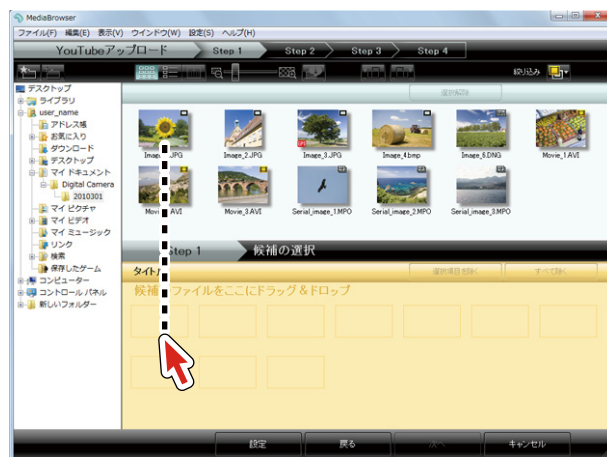 MediaBrowser
ファイル(F) 編集(E) 表示(V) ウインドウ(W) 設定(S) ヘルプ(H)
YouTubeアップロード Step 1 Step 2 Step 3 Step 4
絞り込み
デスクトップ
選択解除
ライブラリ
user_name
アドレス帳
お気に入り
ダウンロード
デスクトップ
マイ ドキュメント
Digital Camera
2010301
マイ ピクチャ
マイ ビデオ
マイ ミュージック
リンク
検索
保存したゲーム
コンピューター
コントロール パネル
新しいフォルダー
Image_2.JPG Image_3.JPG Image_4.bmp Image_6.DNG Movie_1.AVI
Movie_3.AVI Serial_image_1.MPO Serial_image_2.MPO Serial_image_3.MPO
Step 1 候補の選択
選択項目を除く すべて除く
候補 ファイルをここにドラッグ&ドロップ
設定 戻る 次へ キャンセル